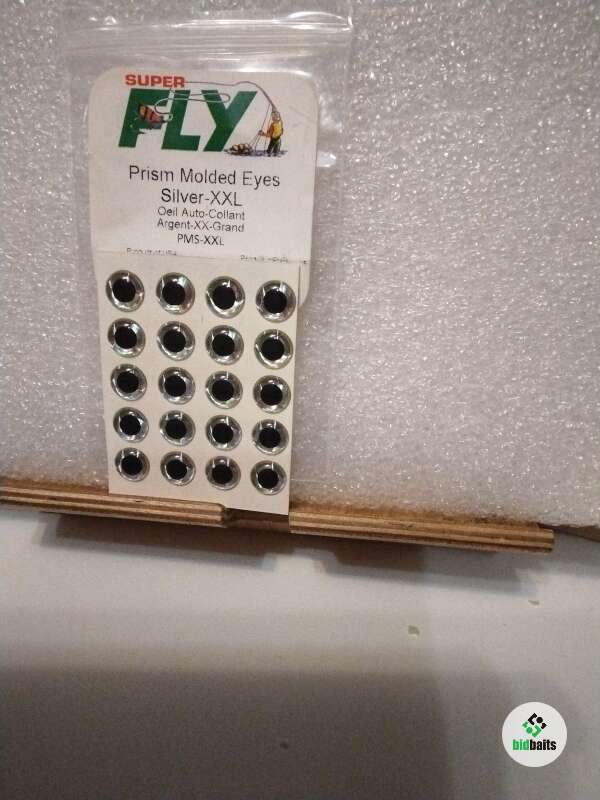 SUPER
FLY
Prism Molded Eyes
Silver-XXL
Oeil Auto-Collant
Argent-XX-Grand
PMS-XXL
bidbaits